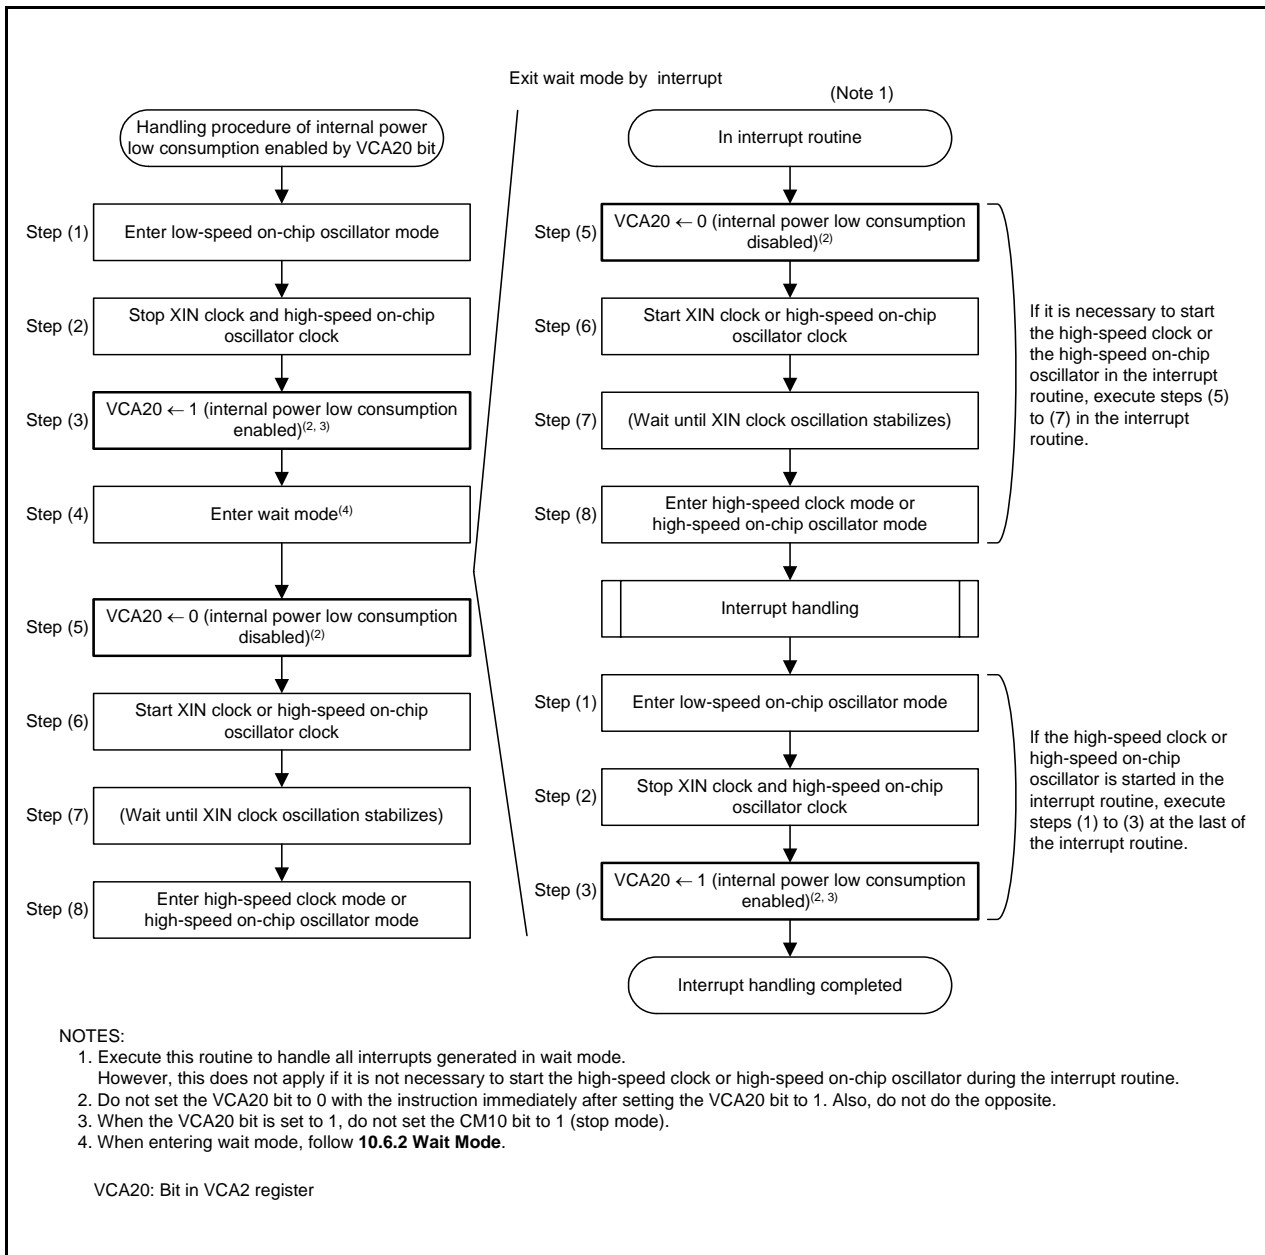 Exit wait mode by interrupt
(Note 1)
Handling procedure of internal power
low consumption enabled by VCA20 bit
Step (1)
Enter low-speed on-chip oscillator mode
Step (2)
Stop XIN clock and high-speed on-chip
oscillator clock
Step (3)
VCA20 ← 1 (internal power low consumption
enabled)(2, 3)
Step (4)
Enter wait mode(4)
Step (5)
VCA20 ← 0 (internal power low consumption
disabled)(2)
Step (6)
Start XIN clock or high-speed on-chip
oscillator clock
Step (7)
(Wait until XIN clock oscillation stabilizes)
Step (8)
Enter high-speed clock mode or
high-speed on-chip oscillator mode
In interrupt routine
Step (5)
VCA20 ← 0 (internal power low consumption
disabled)(2)
Step (6)
Start XIN clock or high-speed on-chip
oscillator clock
Step (7)
(Wait until XIN clock oscillation stabilizes)
Step (8)
Enter high-speed clock mode or
high-speed on-chip oscillator mode
If it is necessary to start
the high-speed clock or
the high-speed on-chip
oscillator in the interrupt
routine, execute steps (5)
to (7) in the interrupt
routine.
Interrupt handling
Step (1)
Enter low-speed on-chip oscillator mode
Step (2)
Stop XIN clock and high-speed on-chip
oscillator clock
Step (3)
VCA20 ← 1 (internal power low consumption
enabled)(2, 3)
If the high-speed clock or
high-speed on-chip
oscillator is started in the
interrupt routine, execute
steps (1) to (3) at the last of
the interrupt routine.
Interrupt handling completed
NOTES:
1. Execute this routine to handle all interrupts generated in wait mode.
However, this does not apply if it is not necessary to start the high-speed clock or high-speed on-chip oscillator during the interrupt routine.
2. Do not set the VCA20 bit to 0 with the instruction immediately after setting the VCA20 bit to 1. Also, do not do the opposite.
3. When the VCA20 bit is set to 1, do not set the CM10 bit to 1 (stop mode).
4. When entering wait mode, follow 10.6.2 Wait Mode.
VCA20: Bit in VCA2 register